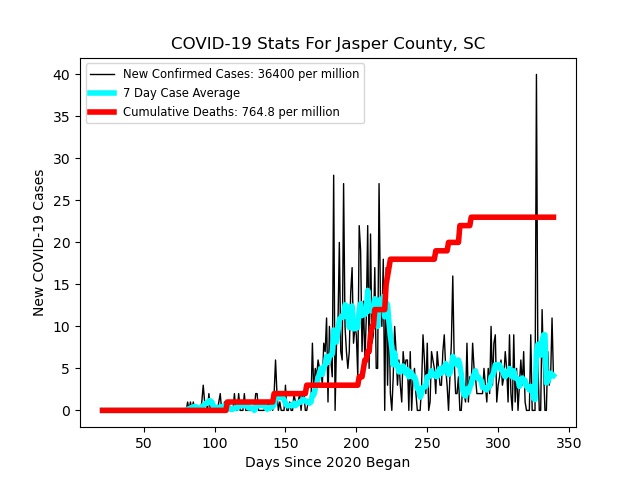 COVID-19 Stats For Jasper County, SC
New Confirmed Cases: 36400 per million
7 Day Case Average
Cumulative Deaths: 764.8 per million
New COVID-19 Cases
40
35
30
25
20
15
10
5
0
50
100
150
200
250
300
350
Days Since 2020 Began